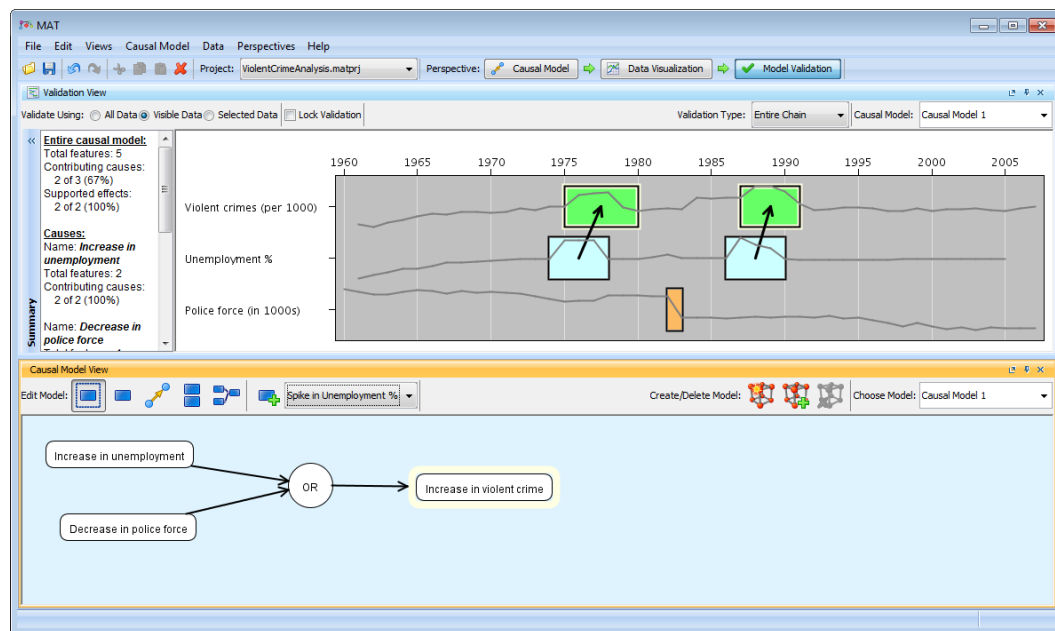 MAT
File Edit Views Causal Model Data Perspectives Help
Project: ViolentCrimeAnalysis.matprj Perspective: Causal Model Data Visualization Model Validation
Validation View
Validate Using: All Data Visible Data Selected Data Lock Validation Validation Type: Entire Chain Causal Model: Causal Model 1
Summary
Entire causal model:
Total features: 5
Contributing causes:
2 of 3 (67%)
Supported effects:
2 of 2 (100%)
Causes:
Name: Increase in
unemployment
Total features: 2
Contributing causes:
2 of 2 (100%)
Name: Decrease in
police force
1960 1965 1970 1975 1980 1985 1990 1995 2000 2005
Violent crimes (per 1000)
Unemployment %
Police force (in 1000s)
Causal Model View
Edit Model: Spike in Unemployment % Create/Delete Model: Choose Model: Causal Model 1
Increase in unemployment
OR
Increase in violent crime
Decrease in police force